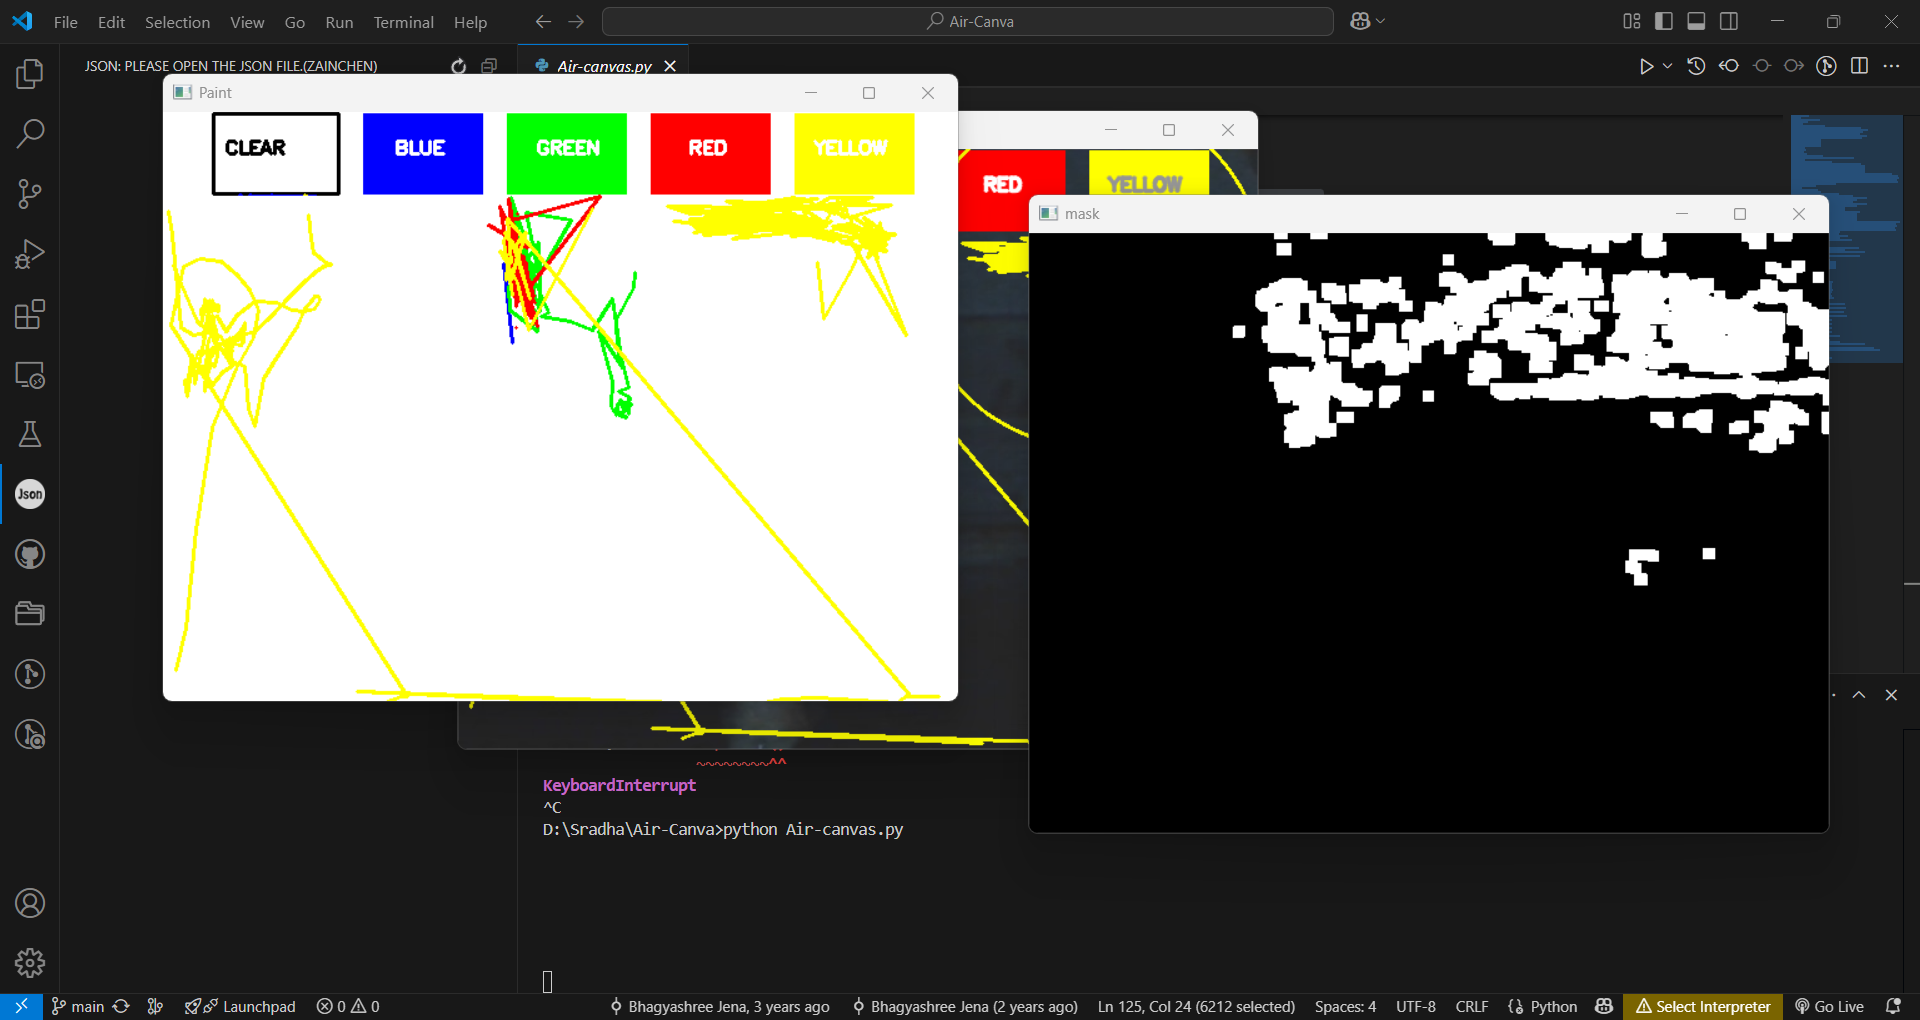 File Edit Selection View Go Run Terminal Help
Air-Canva
JSON: PLEASE OPEN THE JSON FILE.(ZAINCHEN)
Air-canvas.py
Paint
CLEAR BLUE GREEN RED YELLOW
RED YELLOW
mask
Json
KeyboardInterrupt
^C
D:\Sradha\Air-Canva>python Air-canvas.py
main Launchpad 0 0 Bhagyashree Jena, 3 years ago Bhagyashree Jena (2 years ago) Ln 125, Col 24 (6212 selected) Spaces: 4 UTF-8 CRLF Python Select Interpreter Go Live